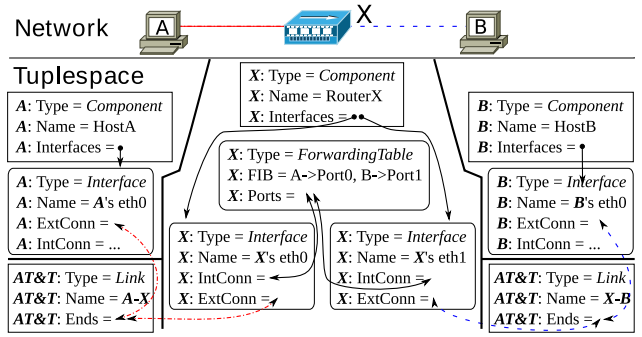 Network
A
X
B
Tuplespace
A: Type = Component
A: Name = HostA
A: Interfaces =
A: Type = Interface
A: Name = A's eth0
A: ExtConn =
A: IntConn = ...
AT&T: Type = Link
AT&T: Name = A-X
AT&T: Ends =
X: Type = Component
X: Name = RouterX
X: Interfaces =
X: Type = ForwardingTable
X: FIB = A->Port0, B->Port1
X: Ports =
X: Type = Interface
X: Name = X's eth0
X: IntConn =
X: ExtConn =
X: Type = Interface
X: Name = X's eth1
X: IntConn =
X: ExtConn =
B: Type = Component
B: Name = HostB
B: Interfaces =
B: Type = Interface
B: Name = B's eth0
B: ExtConn =
B: IntConn = ...
AT&T: Type = Link
AT&T: Name = X-B
AT&T: Ends =